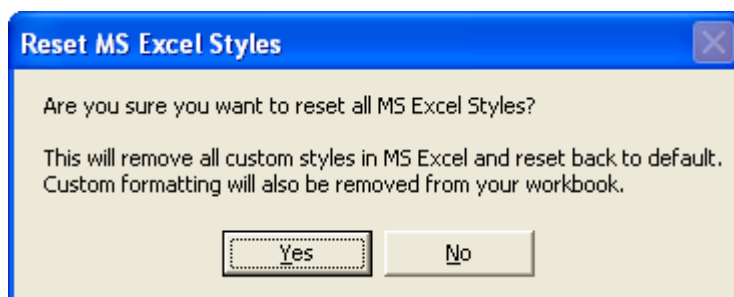 Reset MS Excel Styles
Are you sure you want to reset all MS Excel Styles?
This will remove all custom styles in MS Excel and reset back to default.
Custom formatting will also be removed from your workbook.
Yes
No